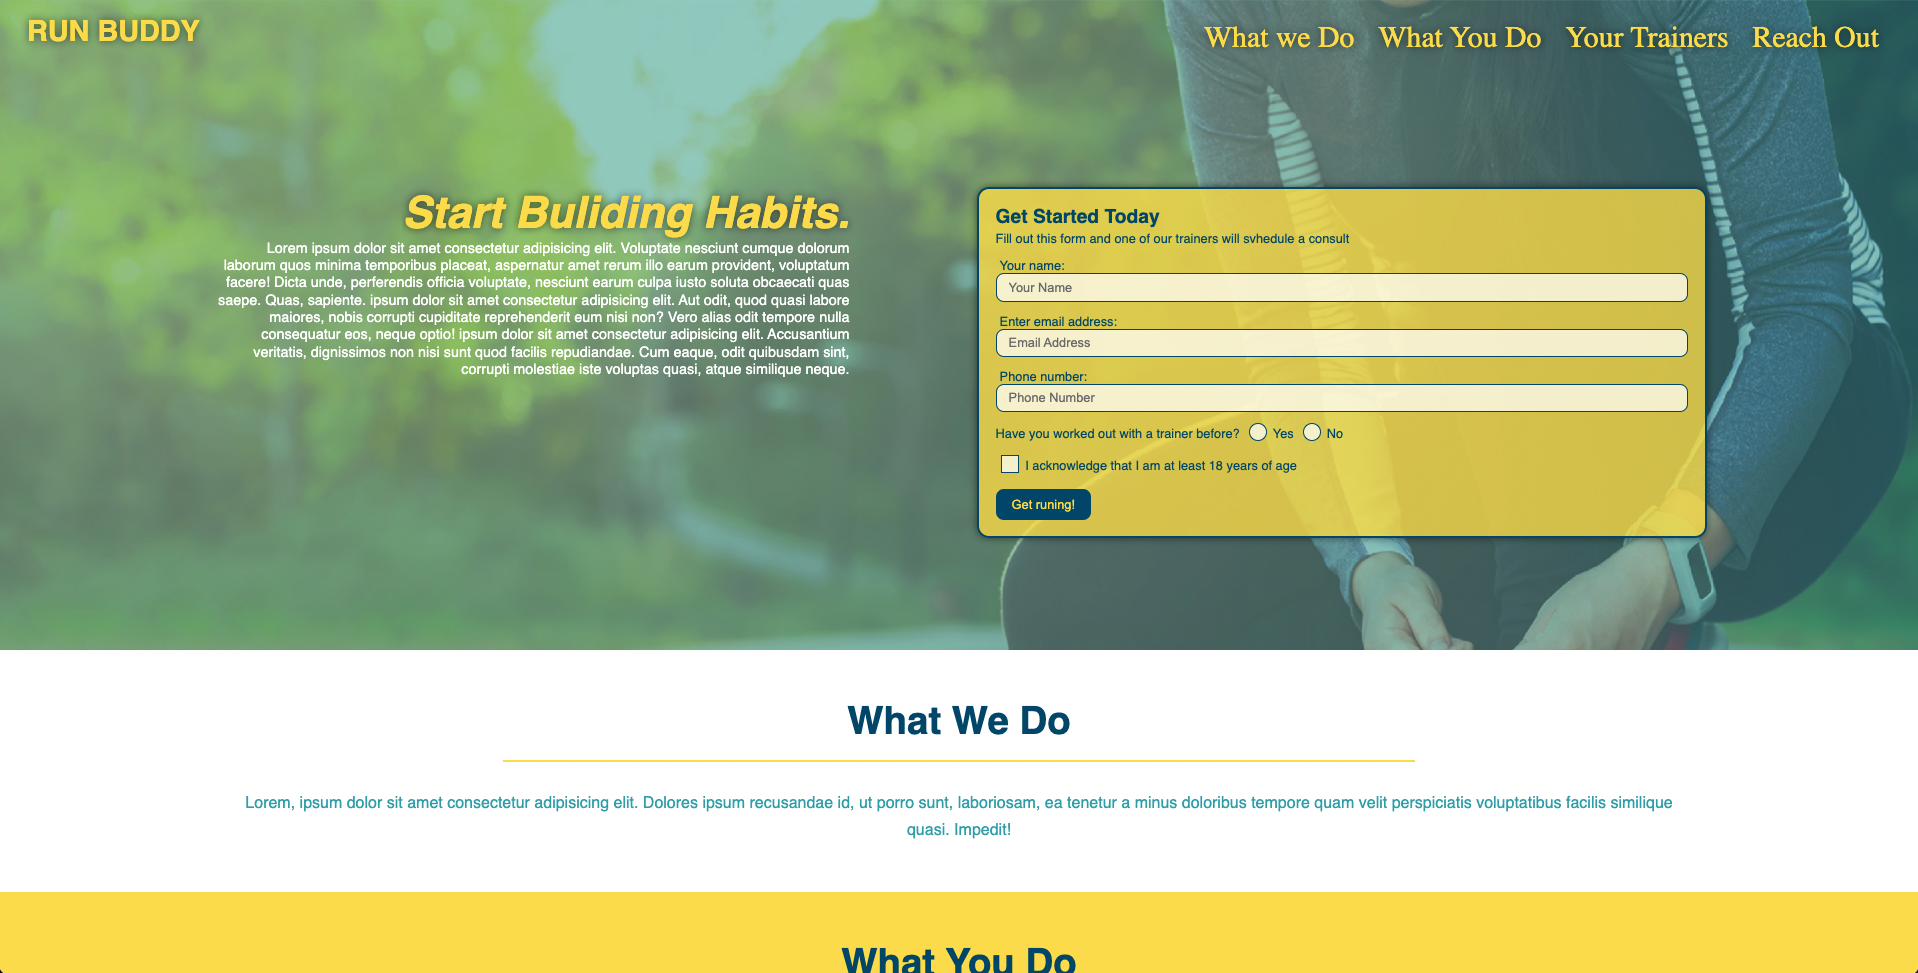 RUN BUDDY
What we Do What You Do Your Trainers Reach Out
Start Buliding Habits.
Lorem ipsum dolor sit amet consectetur adipisicing elit. Voluptate nesciunt cumque dolorum
laborum quos minima temporibus placeat, aspernatur amet rerum illo earum provident, voluptatum
facere! Dicta unde, perferendis officia voluptate, nesciunt earum culpa iusto soluta obcaecati quas
saepe. Quas, sapiente. ipsum dolor sit amet consectetur adipisicing elit. Aut odit, quod quasi labore
maiores, nobis corrupti cupiditate reprehenderit eum nisi non? Vero alias odit tempore nulla
consequatur eos, neque optio! ipsum dolor sit amet consectetur adipisicing elit. Accusantium
veritatis, dignissimos non nisi sunt quod facilis repudiandae. Cum eaque, odit quibusdam sint,
corrupti molestiae iste voluptas quasi, atque similique neque.
Get Started Today
Fill out this form and one of our trainers will svhedule a consult
Your name:
Your Name
Enter email address:
Email Address
Phone number:
Phone Number
Have you worked out with a trainer before? Yes No
I acknowledge that I am at least 18 years of age
Get runing!
What We Do
Lorem, ipsum dolor sit amet consectetur adipisicing elit. Dolores ipsum recusandae id, ut porro sunt, laboriosam, ea tenetur a minus doloribus tempore quam velit perspiciatis voluptatibus facilis similique
quasi. Impedit!
What You Do